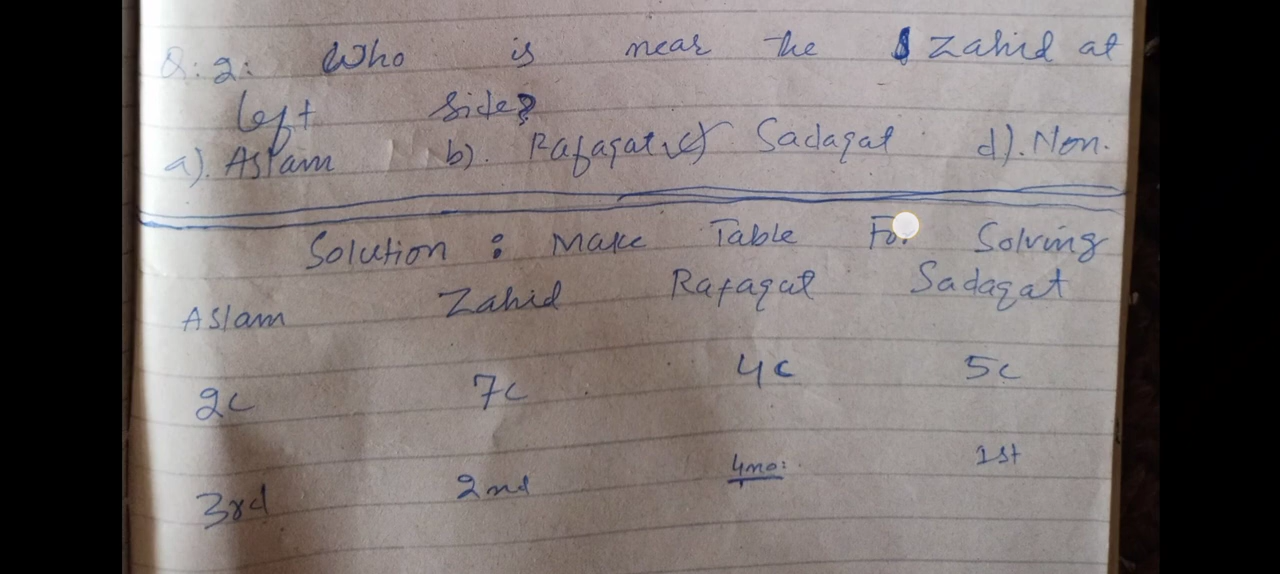 Q:2: Who is near the Zahid at
left side?
a). Aslam b). Rafaqat c) Sadaqat d). Non.
Solution : Make Table For Solving
Aslam Zahid Rafaqat Sadaqat
2c 7c 4c 5c
3rd 2nd 4no: 1st